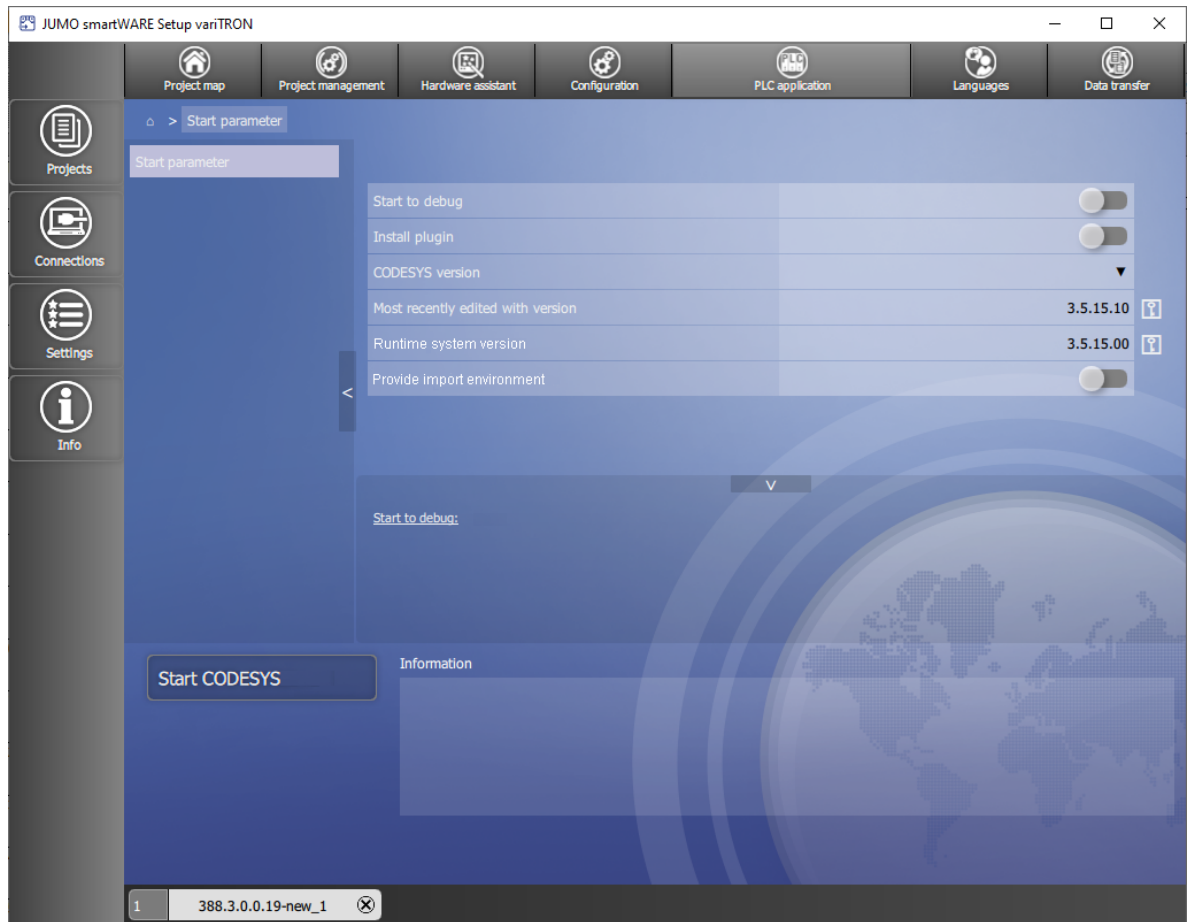 JUMO smartWARE Setup variTRON
Project map
Project management
Hardware assistant
Configuration
PLC application
Languages
Data transfer
Projects
Connections
Settings
Info
> Start parameter
Start parameter
Start to debug
Install plugin
CODESYS version
Most recently edited with version 3.5.15.10
Runtime system version 3.5.15.00
Provide import environment
<
V
Start to debug:
Start CODESYS
Information
1 388.3.0.0.19-new_1